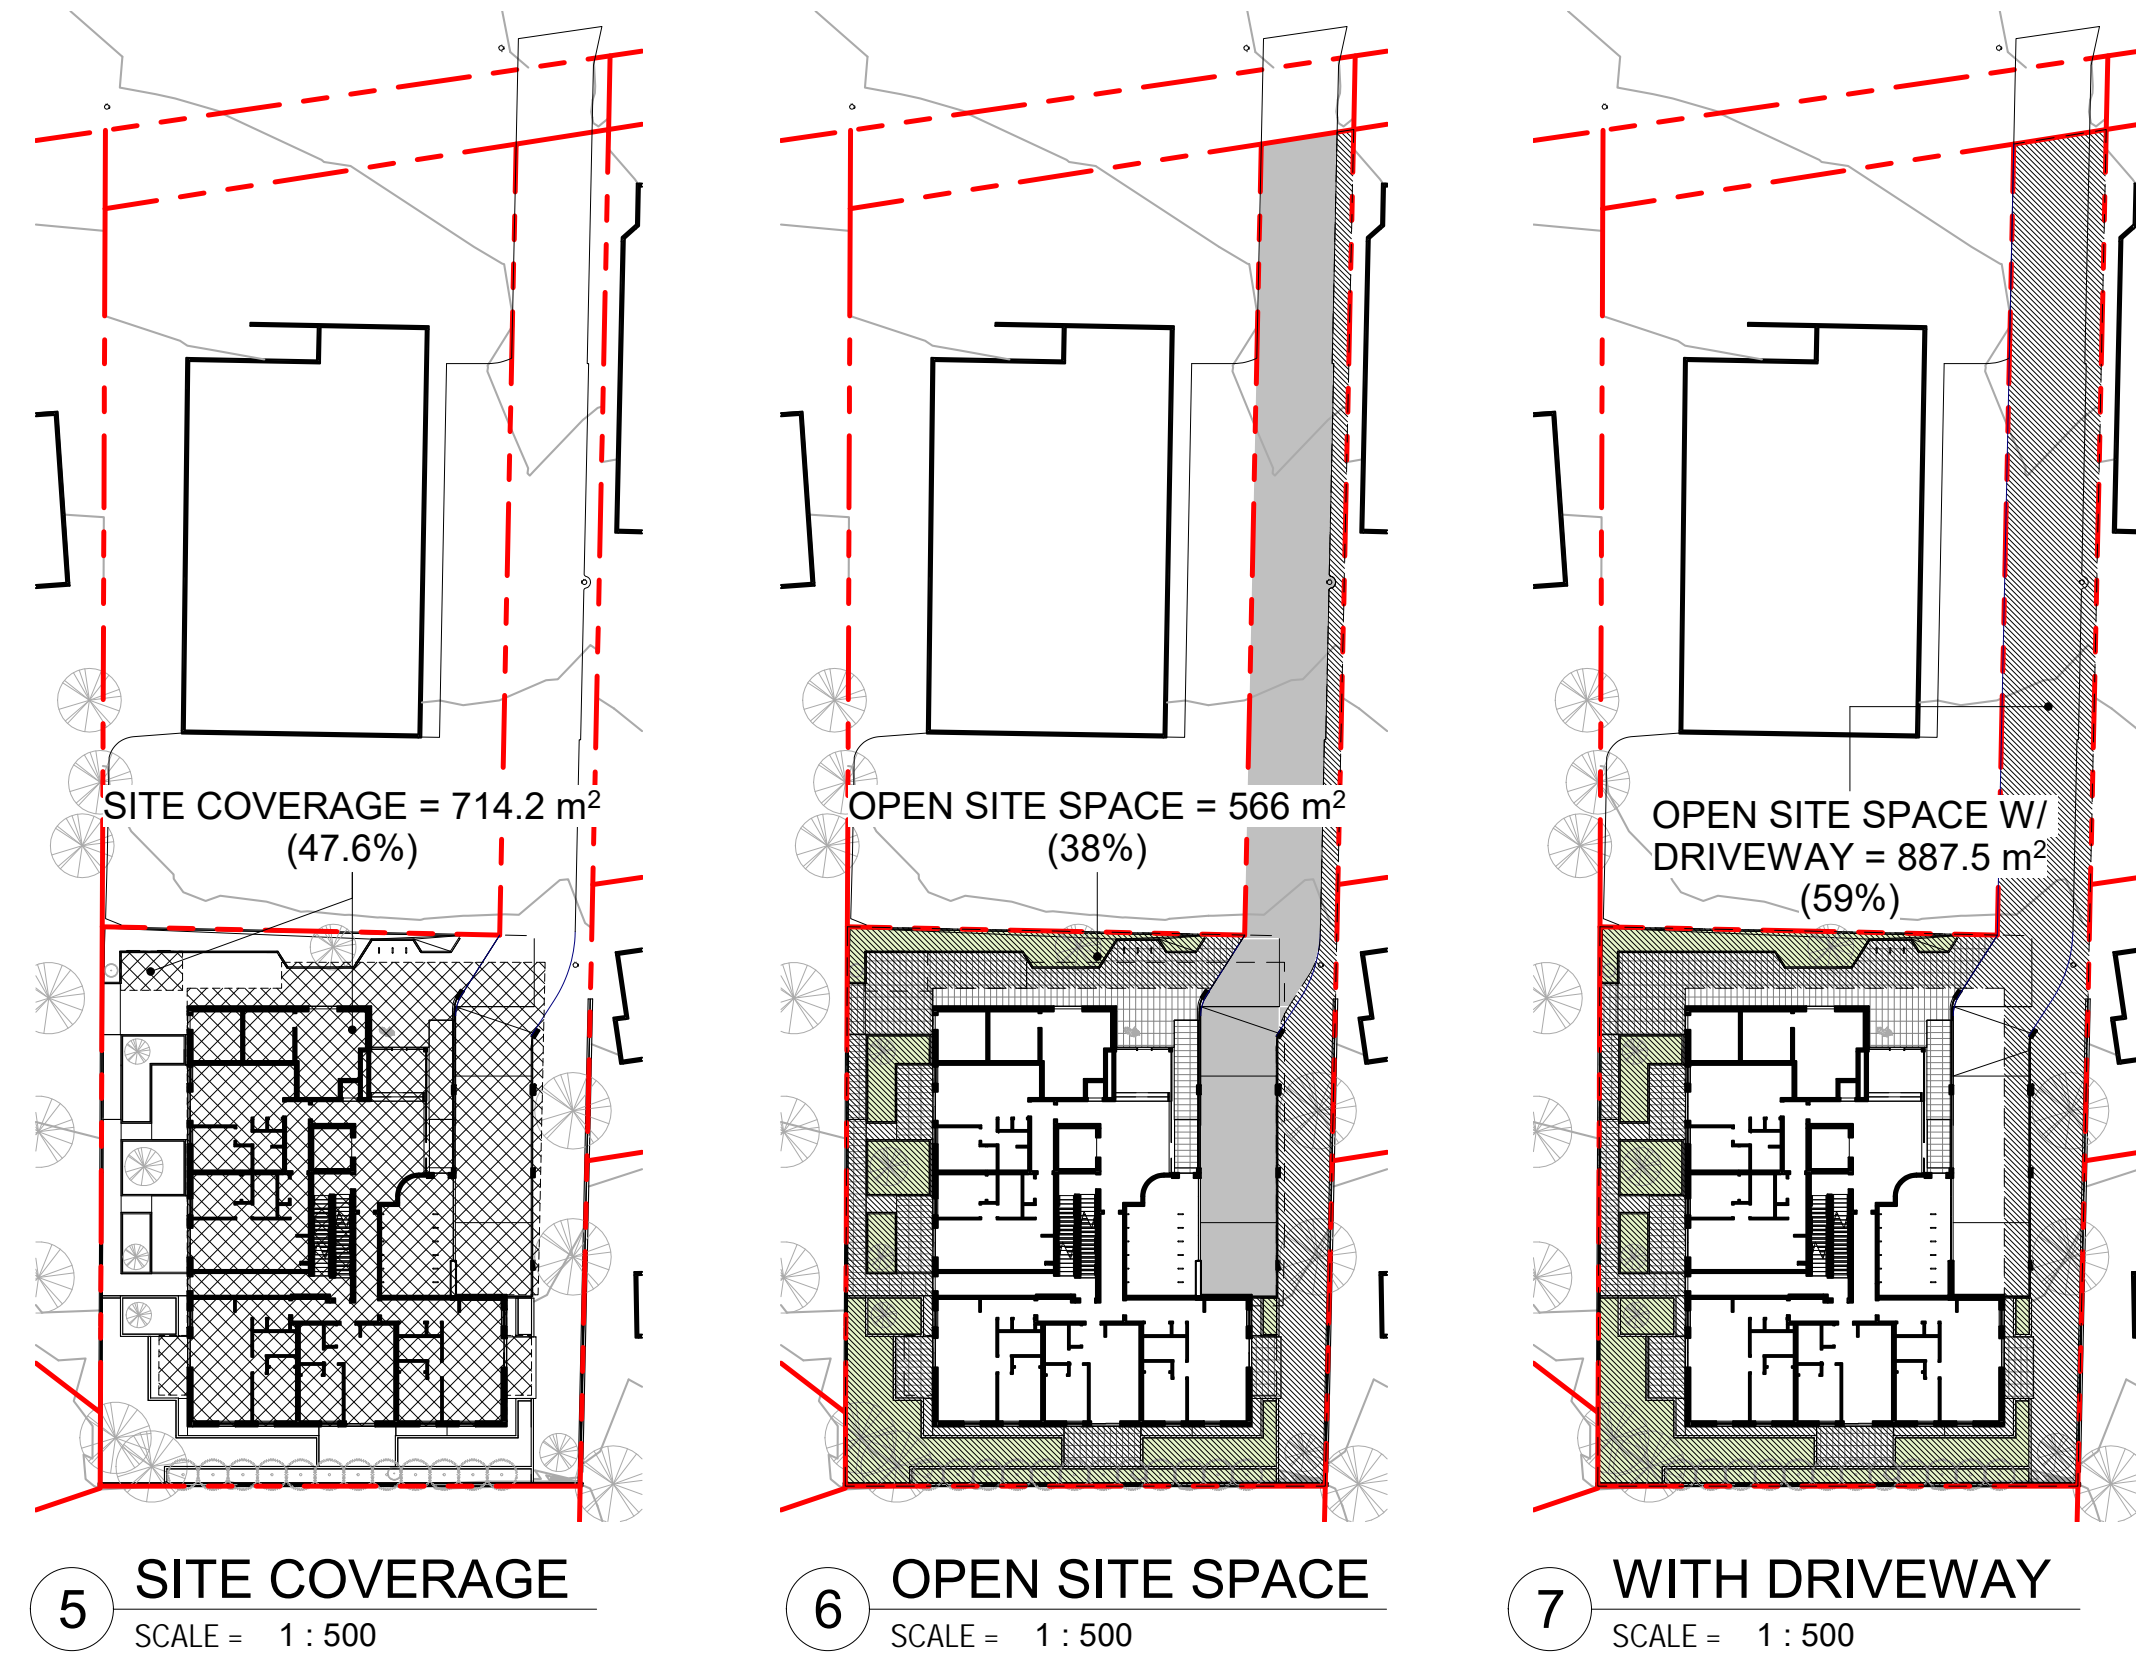 SITE COVERAGE = 714.2 m²
(47.6%)
OPEN SITE SPACE = 566 m²
(38%)
OPEN SITE SPACE W/
DRIVEWAY = 887.5 m²
(59%)
5 SITE COVERAGE
SCALE = 1 : 500
6 OPEN SITE SPACE
SCALE = 1 : 500
7 WITH DRIVEWAY
SCALE = 1 : 500